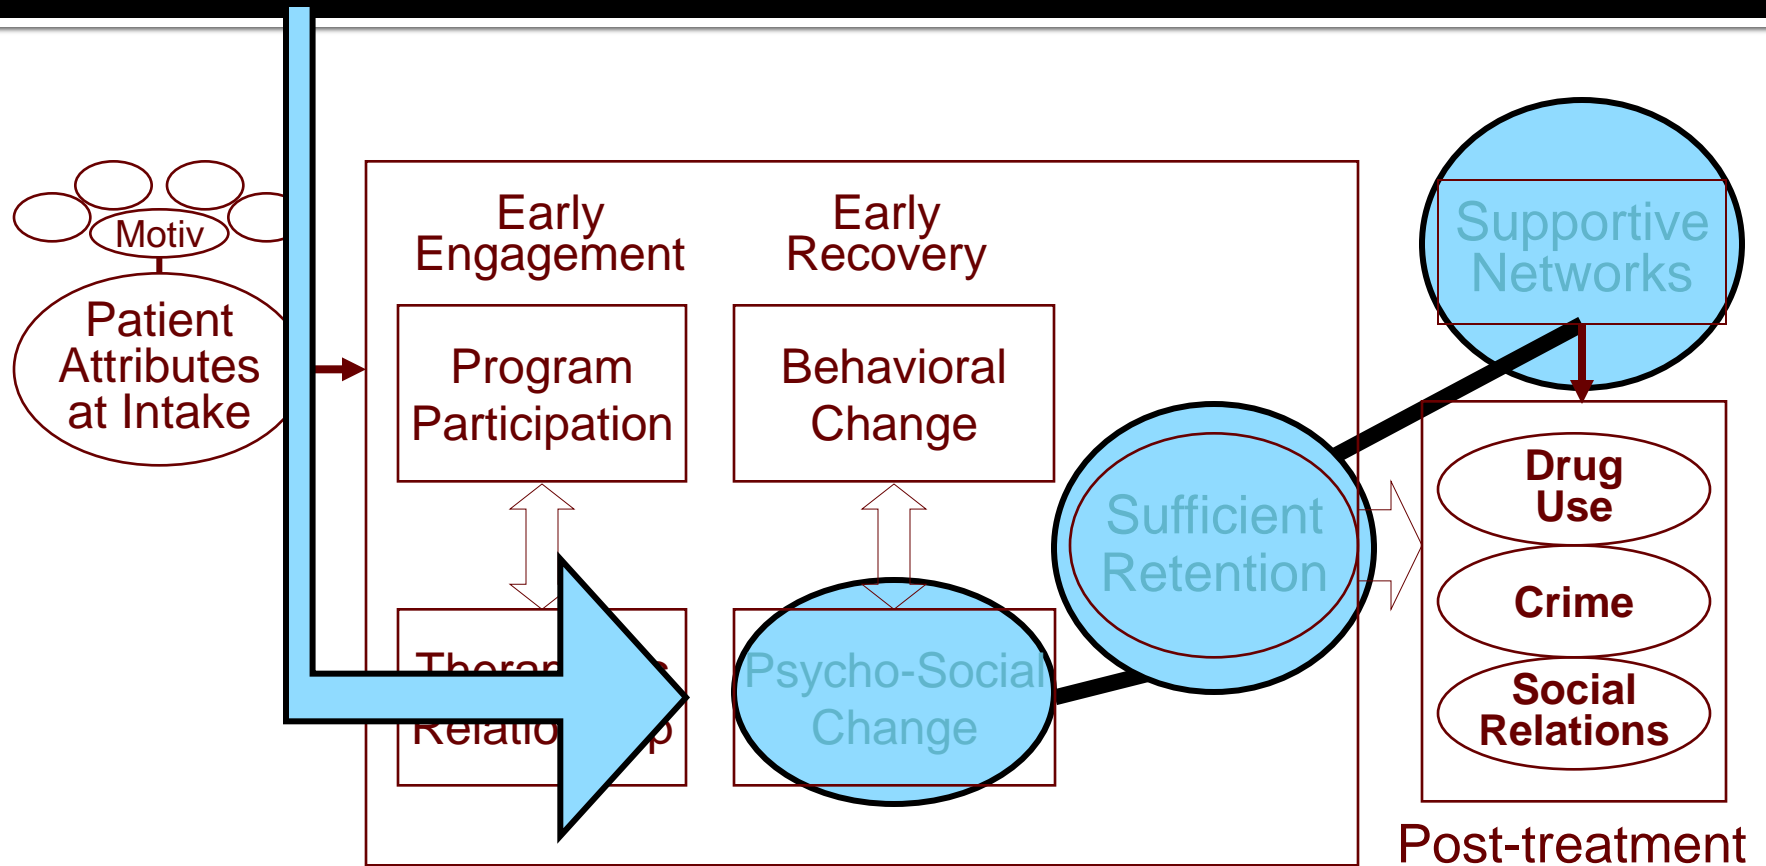 Motiv
Patient
Attributes
at Intake
Early
Engagement
Program
Participation
Early
Recovery
Behavioral
Change
Psycho-Social
Change
Sufficient
Retention
Supportive
Networks
Drug
Use
Crime
Social
Relations
Post-treatment